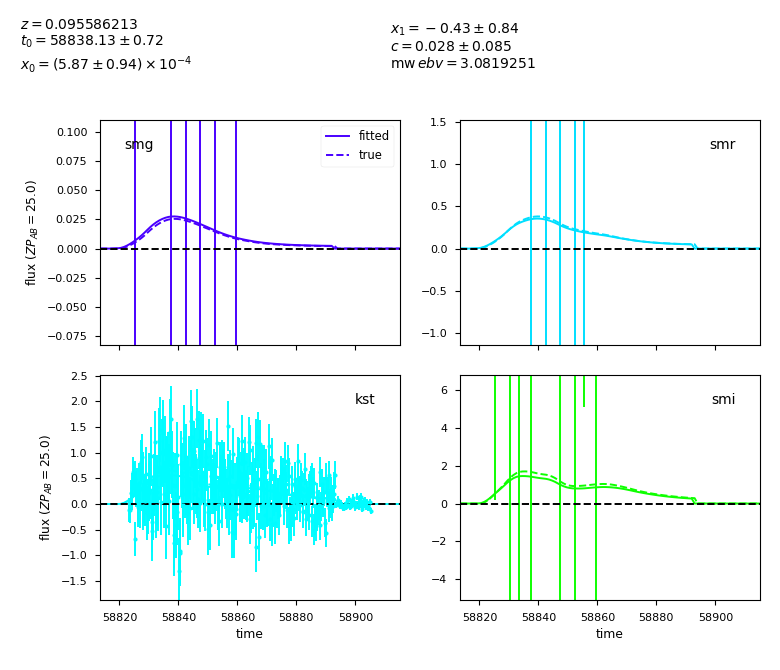 z = 0.095586213
t0 = 58838.13 ± 0.72
x0 = (5.87 ± 0.94) × 10^−4
x1 = −0.43 ± 0.84
c = 0.028 ± 0.085
mw ebv = 3.0819251
smg
fitted
true
0.100
0.075
0.050
0.025
0.000
−0.025
−0.050
−0.075
flux (ZP_AB = 25.0)
smr
1.5
1.0
0.5
0.0
−0.5
−1.0
kst
2.5
2.0
1.5
1.0
0.5
0.0
−0.5
−1.0
−1.5
flux (ZP_AB = 25.0)
58820 58840 58860 58880 58900
time
smi
6
4
2
0
−2
−4
58820 58840 58860 58880 58900
time